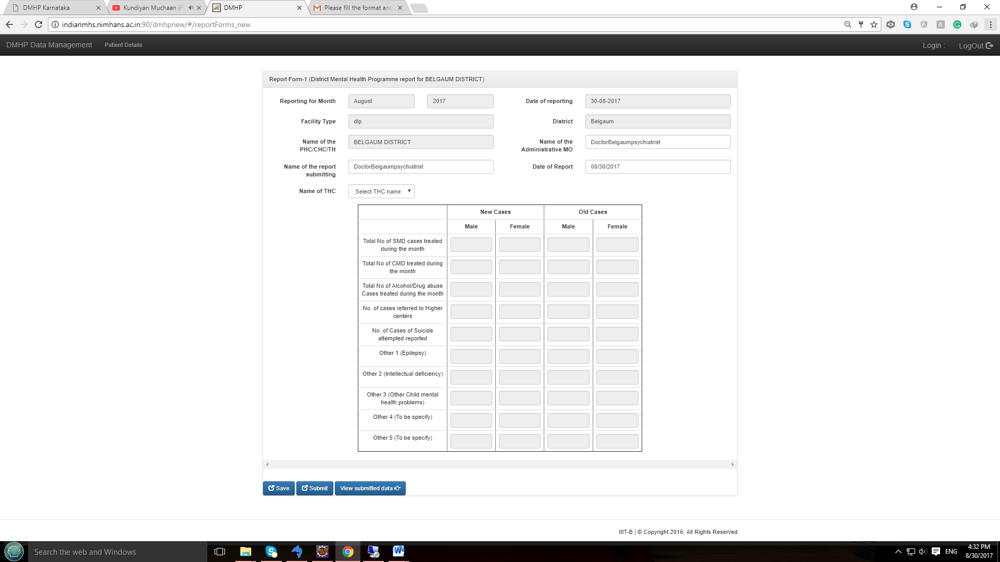 DMHP Karnataka
Kundiyan Muchaan (F
DMHP
Please fill the format and
indianmhs.nimhans.ac.in:90/dmhpnew/#/reportForms_new
DMHP Data Management Patient Details Login : LogOut
Report Form-1 (District Mental Health Programme report for BELGAUM DISTRICT)
Reporting for Month August 2017 Date of reporting 30-08-2017
Facility Type dlp District Belgaum
Name of the PHC/CHC/TH BELGAUM DISTRICT Name of the Administrative MO DoctorBelgaumpsychiatrist
Name of the report submitting DoctorBelgaumpsychiatrist Date of Report 08/30/2017
Name of THC Select THC name
New Cases Old Cases
Male Female Male Female
Total No of SMD cases treated
during the month
Total No of CMD treated during
the month
Total No of Alcohol/Drug abuse
Cases treated during the month
No. of cases referred to Higher
centers
No. of Cases of Suicide
attempted reported
Other 1 (Epilepsy)
Other 2 (Intellectual deficiency)
Other 3 (Other Child mental
health problems)
Other 4 (To be specify)
Other 5 (To be specify)
Save Submit View submitted data
IIIT-B | © Copyright 2016, All Rights Reserved
Search the web and Windows
ENG
4:32 PM
8/30/2017